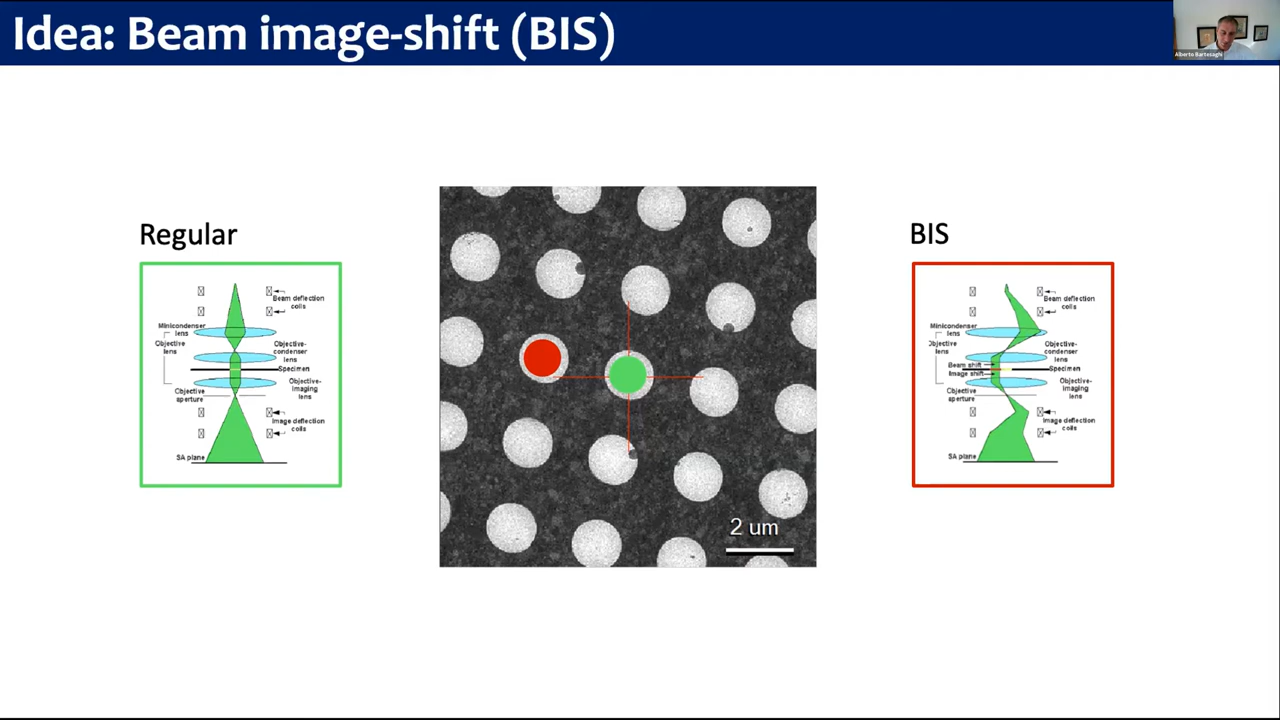 Idea: Beam image-shift (BIS)
Alberto Bartesaghi
Regular
Beam deflection
coils
Minicondenser
lens
Objective
lens
Objective-
condenser
lens
Specimen
Objective-
imaging
lens
Objective
aperture
Image deflection
coils
SA plane
2 um
BIS
Beam deflection
coils
Minicondenser
lens
Objective
lens
Objective-
condenser
lens
Beam shift
Image shift
Specimen
Objective-
imaging
lens
Objective
aperture
Image deflection
coils
SA plane